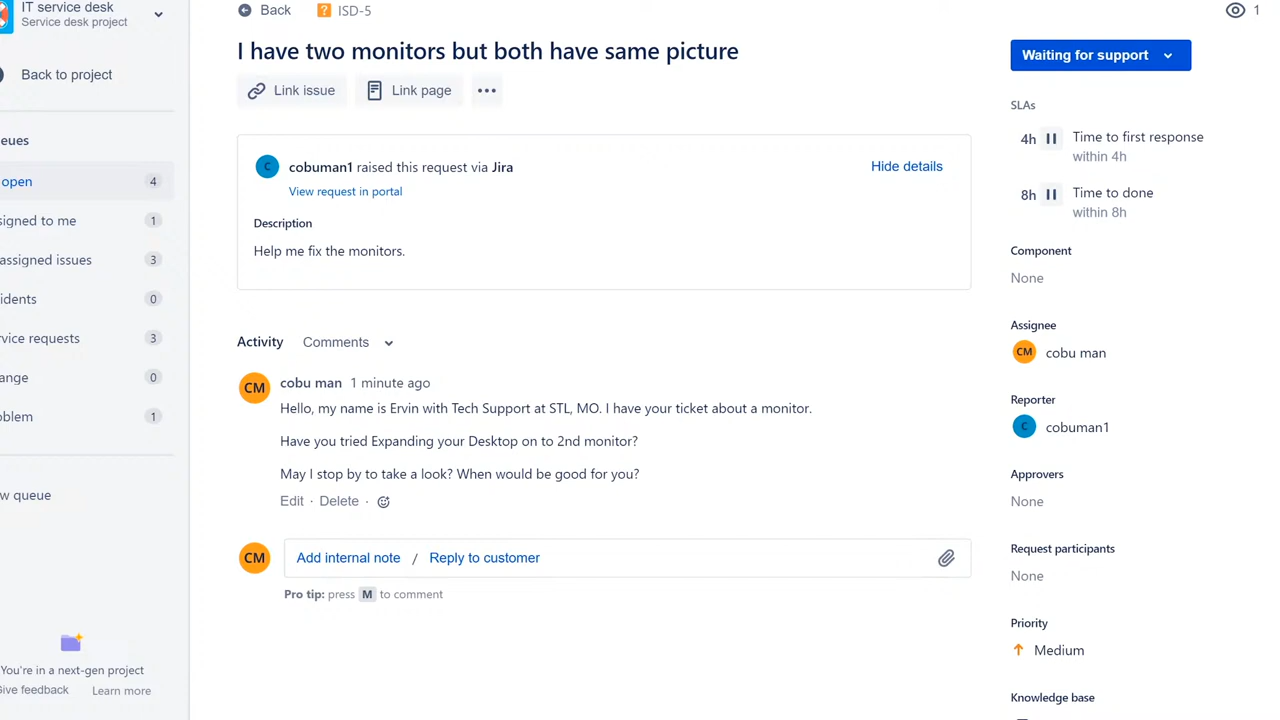 IT service desk
Service desk project
Back to project
eues
open 4
signed to me 1
assigned issues 3
idents 0
rvice requests 3
ange 0
oblem 1
w queue
You're in a next-gen project
Give feedback Learn more
Back ISD-5
I have two monitors but both have same picture
Link issue Link page
C
cobuman1 raised this request via Jira
Hide details
View request in portal
Description
Help me fix the monitors.
Activity Comments
CM
cobu man 1 minute ago
Hello, my name is Ervin with Tech Support at STL, MO. I have your ticket about a monitor.
Have you tried Expanding your Desktop on to 2nd monitor?
May I stop by to take a look? When would be good for you?
Edit · Delete ·
CM
Add internal note / Reply to customer
Pro tip: press M to comment
1
Waiting for support
SLAs
4h Time to first response
within 4h
8h Time to done
within 8h
Component
None
Assignee
CM cobu man
Reporter
C cobuman1
Approvers
None
Request participants
None
Priority
Medium
Knowledge base